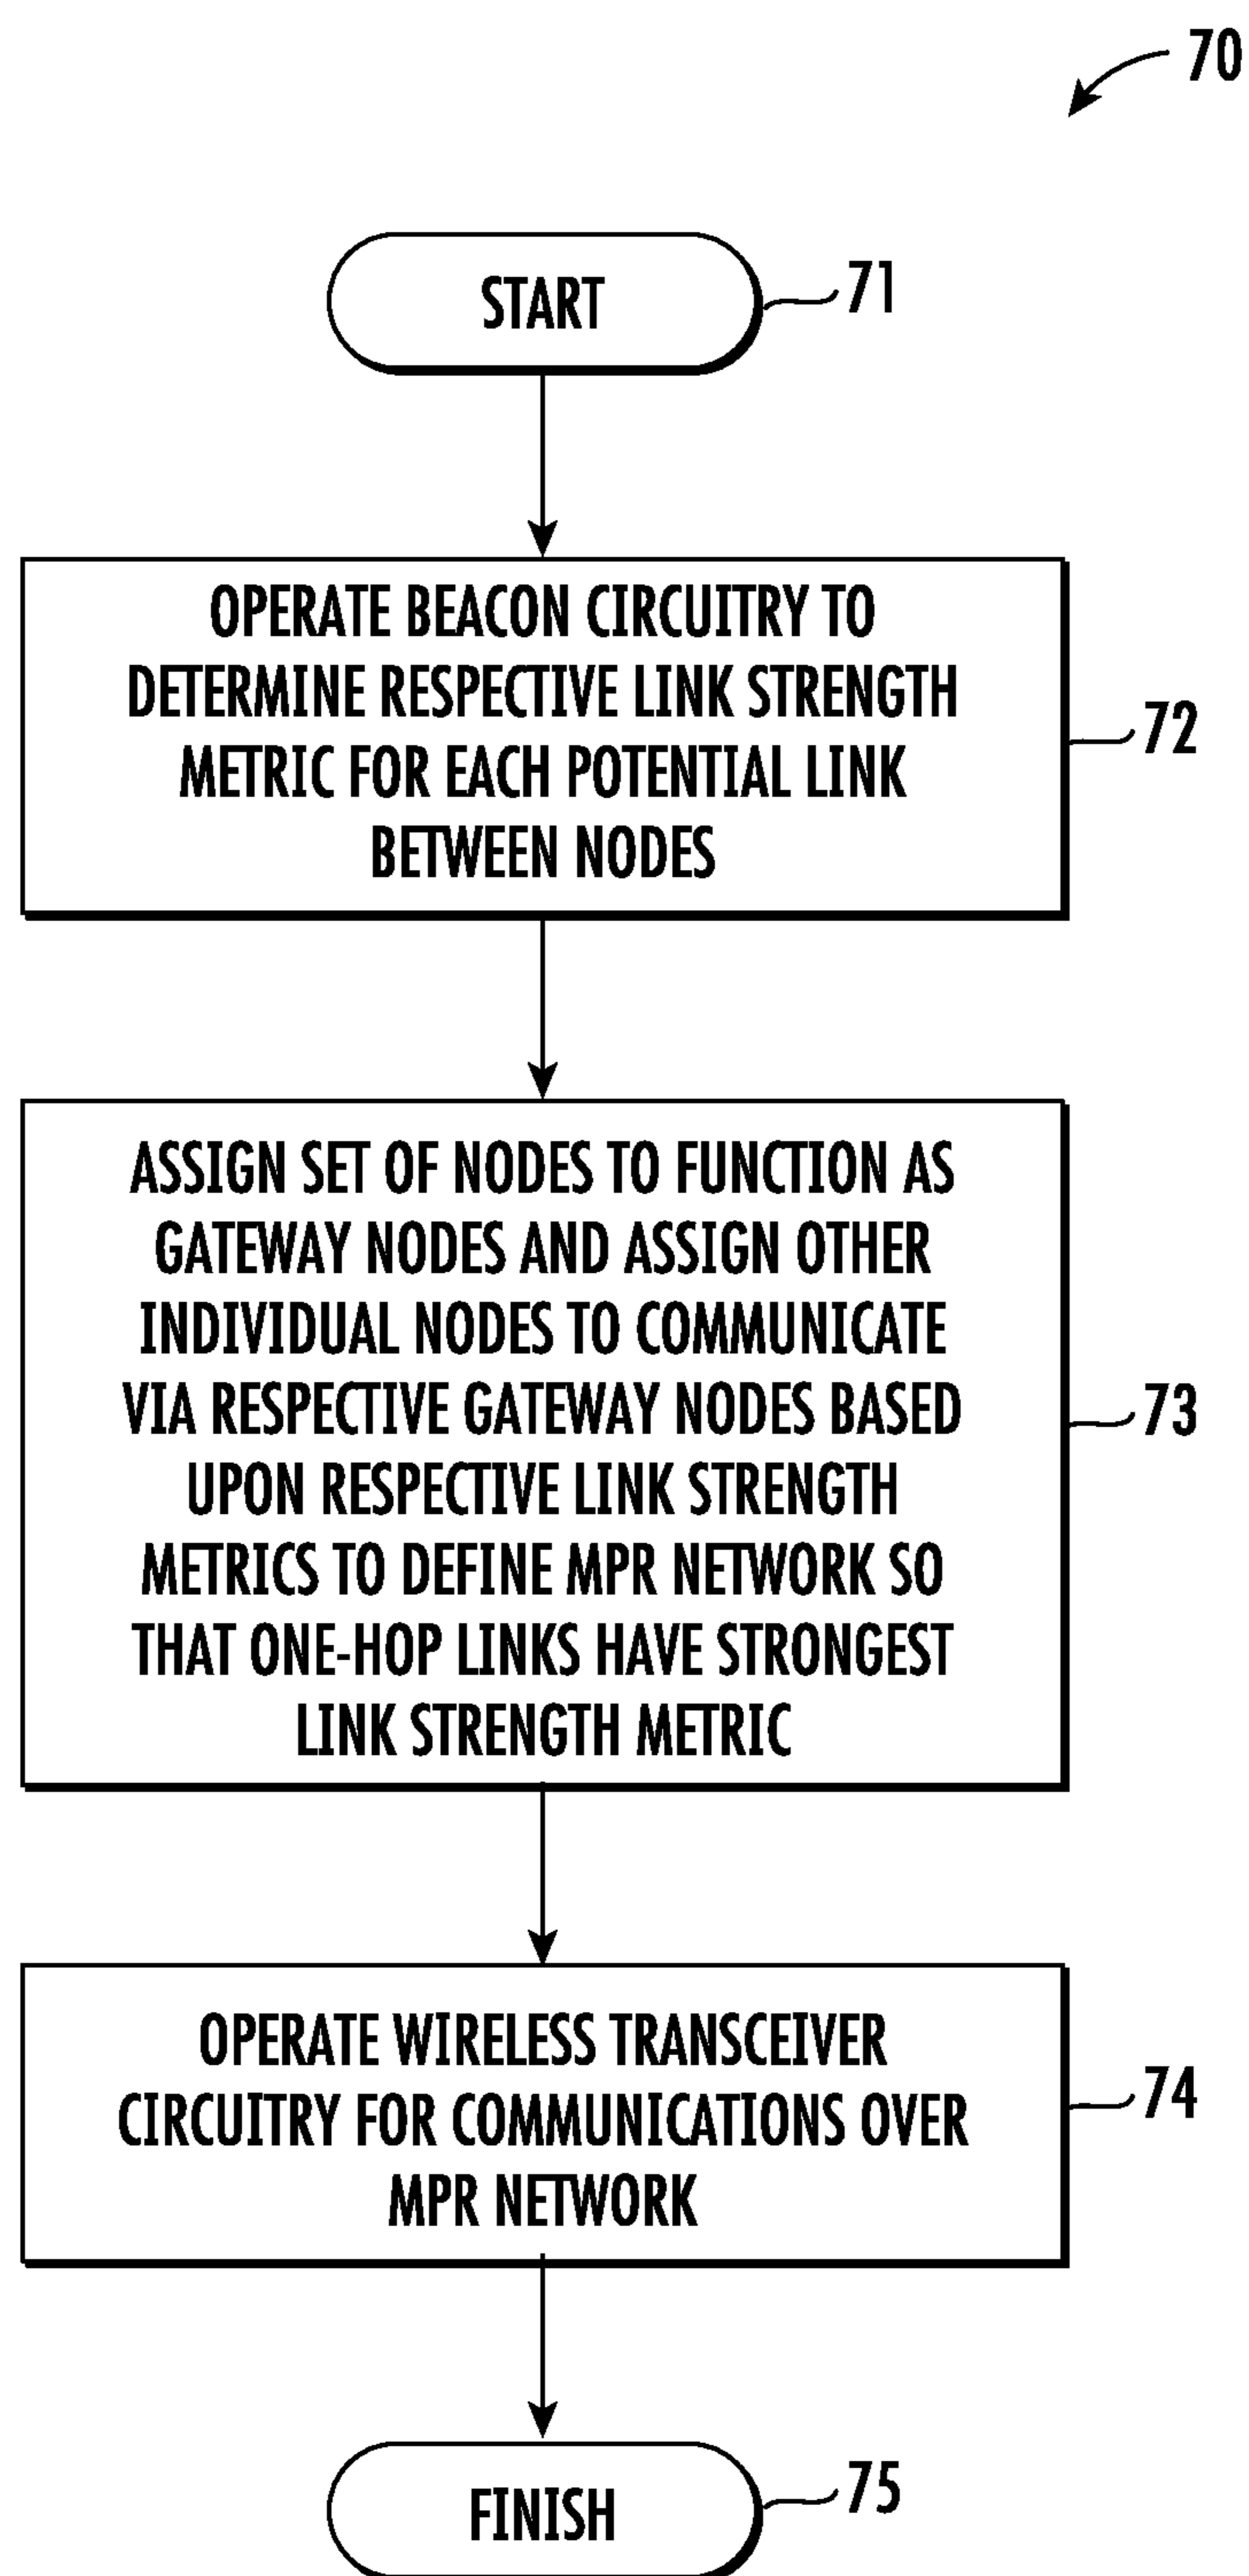 70
START
71
OPERATE BEACON CIRCUITRY TO
DETERMINE RESPECTIVE LINK STRENGTH
METRIC FOR EACH POTENTIAL LINK
BETWEEN NODES
72
ASSIGN SET OF NODES TO FUNCTION AS
GATEWAY NODES AND ASSIGN OTHER
INDIVIDUAL NODES TO COMMUNICATE
VIA RESPECTIVE GATEWAY NODES BASED
UPON RESPECTIVE LINK STRENGTH
METRICS TO DEFINE MPR NETWORK SO
THAT ONE-HOP LINKS HAVE STRONGEST
LINK STRENGTH METRIC
73
OPERATE WIRELESS TRANSCEIVER
CIRCUITRY FOR COMMUNICATIONS OVER
MPR NETWORK
74
FINISH
75